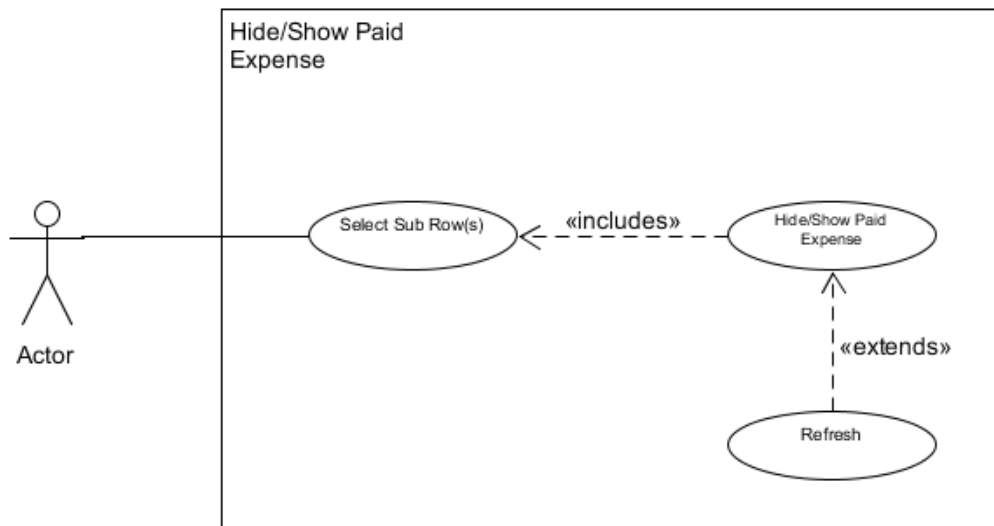 Hide/Show Paid
Expense
Select Sub Row(s)
«includes»
Hide/Show Paid
Expense
Actor
«extends»
Refresh